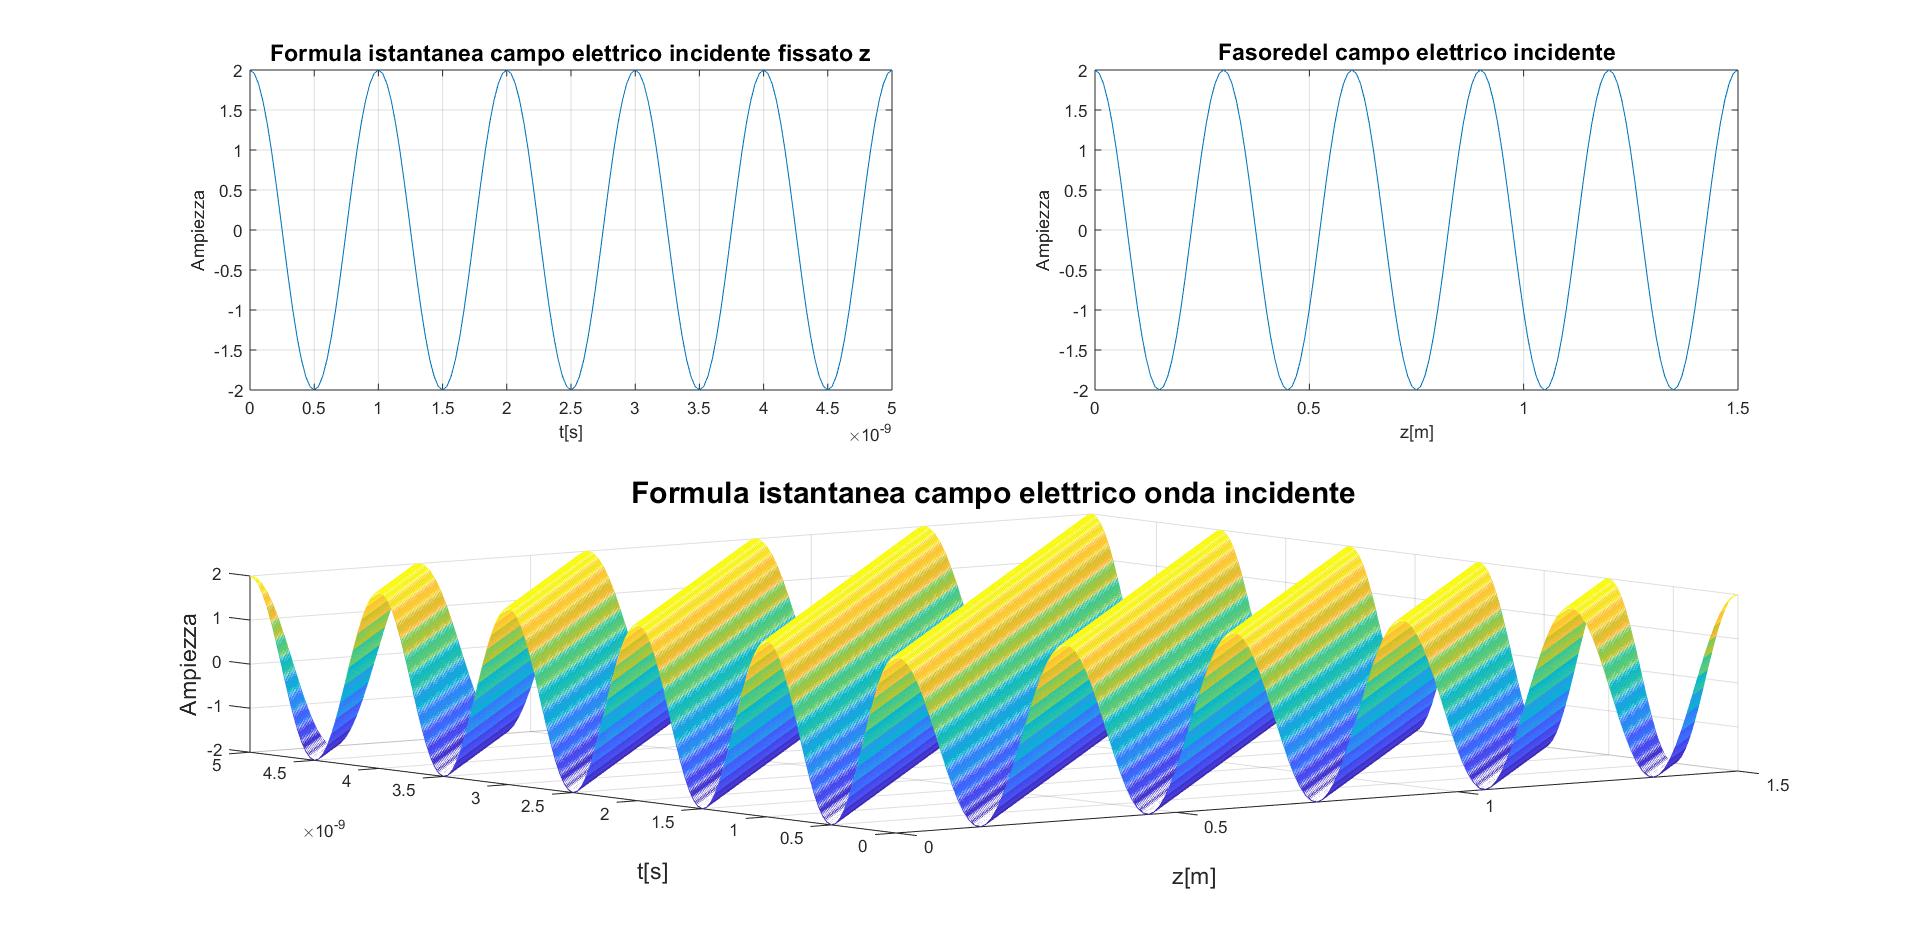 Formula istantanea campo elettrico incidente fissato z
2
1.5
1
0.5
0
-0.5
-1
-1.5
-2
Ampiezza
0 0.5 1 1.5 2 2.5 3 3.5 4 4.5 5
t[s]
×10-9
Fasoredel campo elettrico incidente
2
1.5
1
0.5
0
-0.5
-1
-1.5
-2
Ampiezza
0 0.5 1 1.5
z[m]
Formula istantanea campo elettrico onda incidente
2
1
0
-1
-2
Ampiezza
5 4.5 4 3.5 3 2.5 2 1.5 1 0.5 0
×10-9
t[s]
0 0.5 1 1.5
z[m]